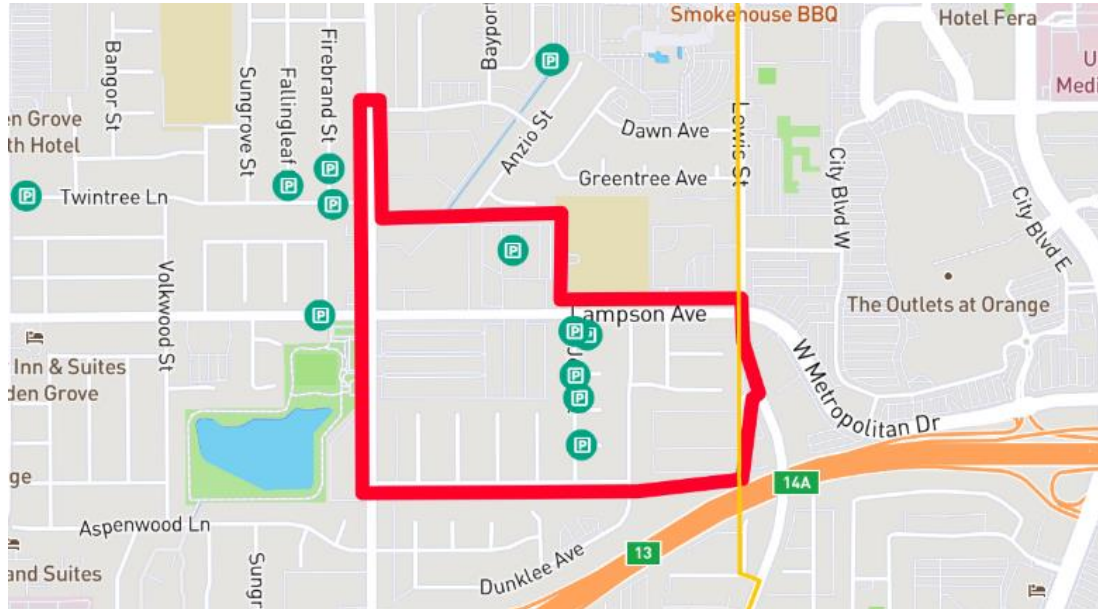 Smokehouse BBQ
Hotel Fera
U
Medi
Bangor St
Sungrove St
Fallingleaf
Firebrand St
Baypo
Anzio St
Dawn Ave
Lewis St
en Grove
th Hotel
Greentree Ave
City Blvd W
City Blvd E
Twintree Ln
Volkwood St
The Outlets at Orange
Lampson Ave
Inn & Suites
den Grove
W Metropolitan Dr
14A
ge
Aspenwood Ln
13
Dunklee Ave
Sungr
and Suites